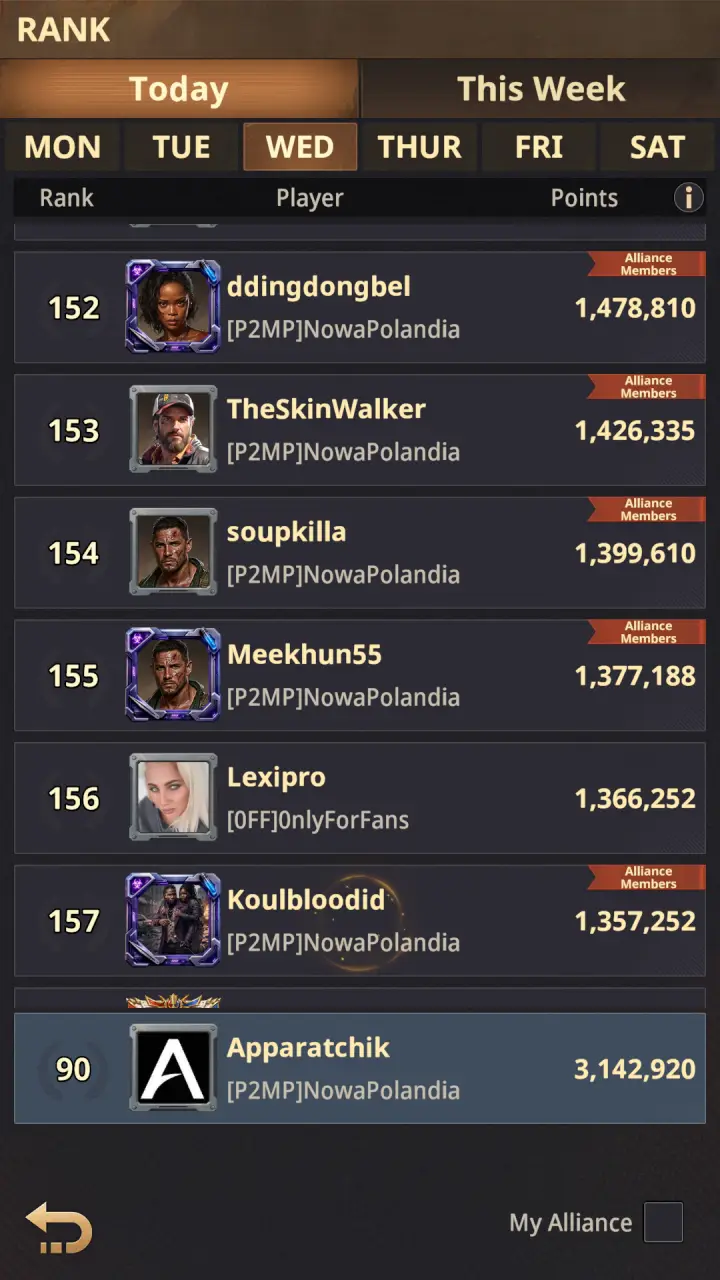 RANK
Today This Week
MON TUE WED THUR FRI SAT
Rank Player Points
Alliance
Members
152 ddingdongbel 1,478,810
[P2MP]NowaPolandia
Alliance
Members
153 TheSkinWalker 1,426,335
[P2MP]NowaPolandia
Alliance
Members
154 soupkilla 1,399,610
[P2MP]NowaPolandia
Alliance
Members
155 Meekhun55 1,377,188
[P2MP]NowaPolandia
156 Lexipro 1,366,252
[0FF]0nlyForFans
Alliance
Members
157 Koulbloodid 1,357,252
[P2MP]NowaPolandia
90 Apparatchik 3,142,920
[P2MP]NowaPolandia
My Alliance